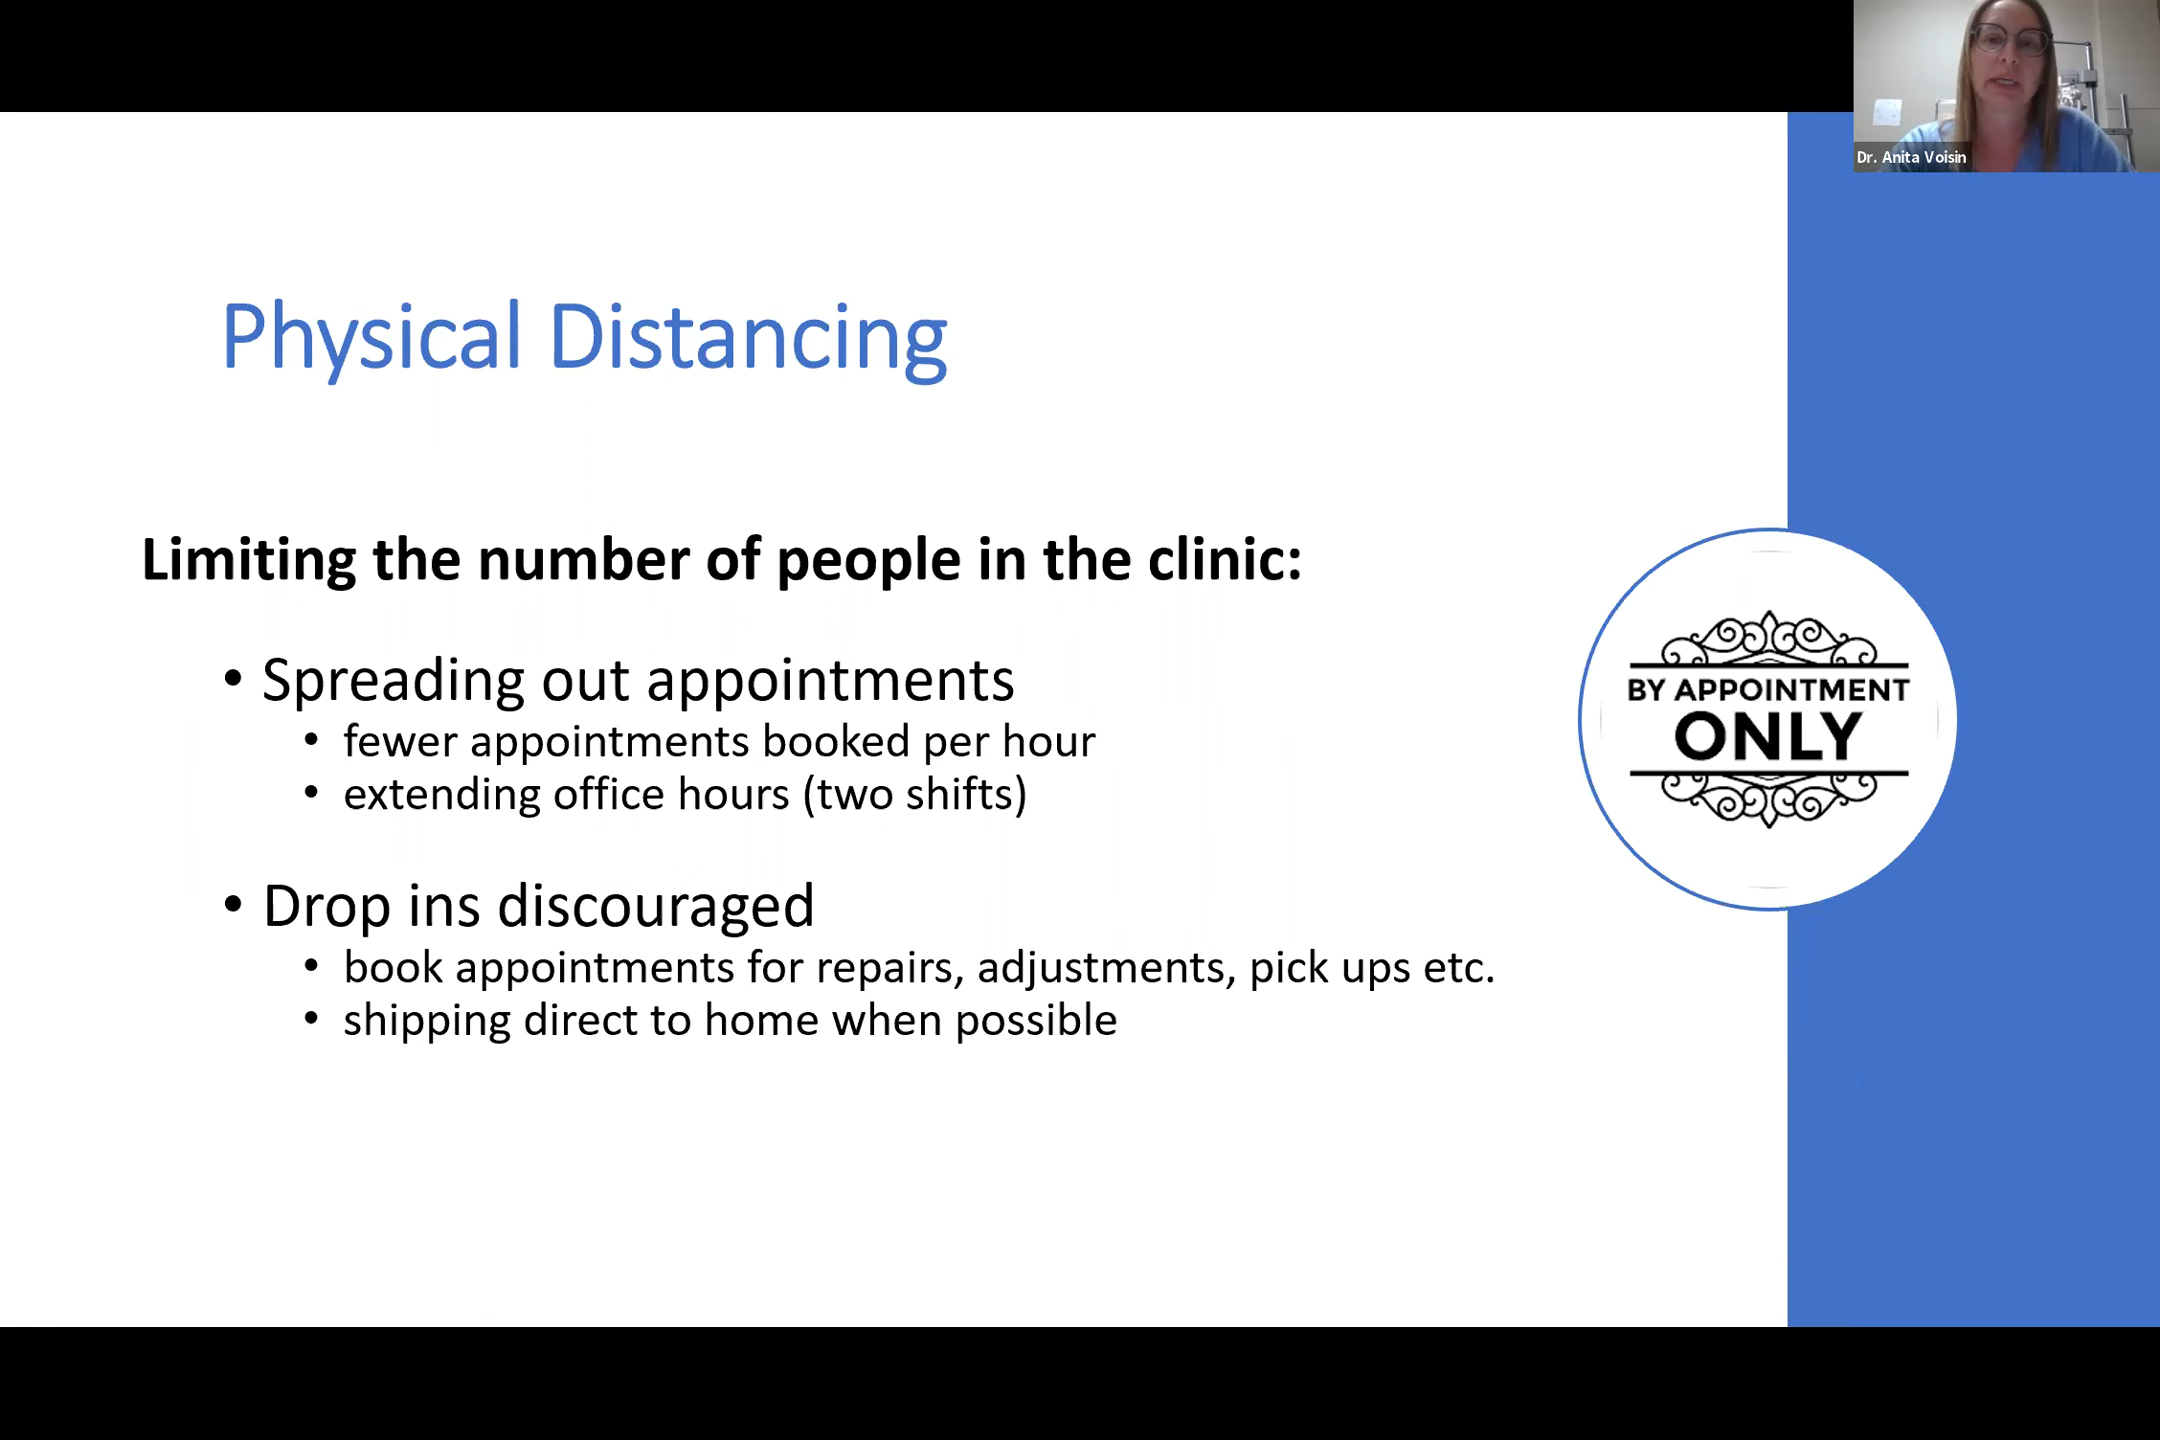 Dr. Anita Voisin
Physical Distancing
Limiting the number of people in the clinic:
• Spreading out appointments
• fewer appointments booked per hour
• extending office hours (two shifts)
• Drop ins discouraged
• book appointments for repairs, adjustments, pick ups etc.
• shipping direct to home when possible
BY APPOINTMENT
ONLY